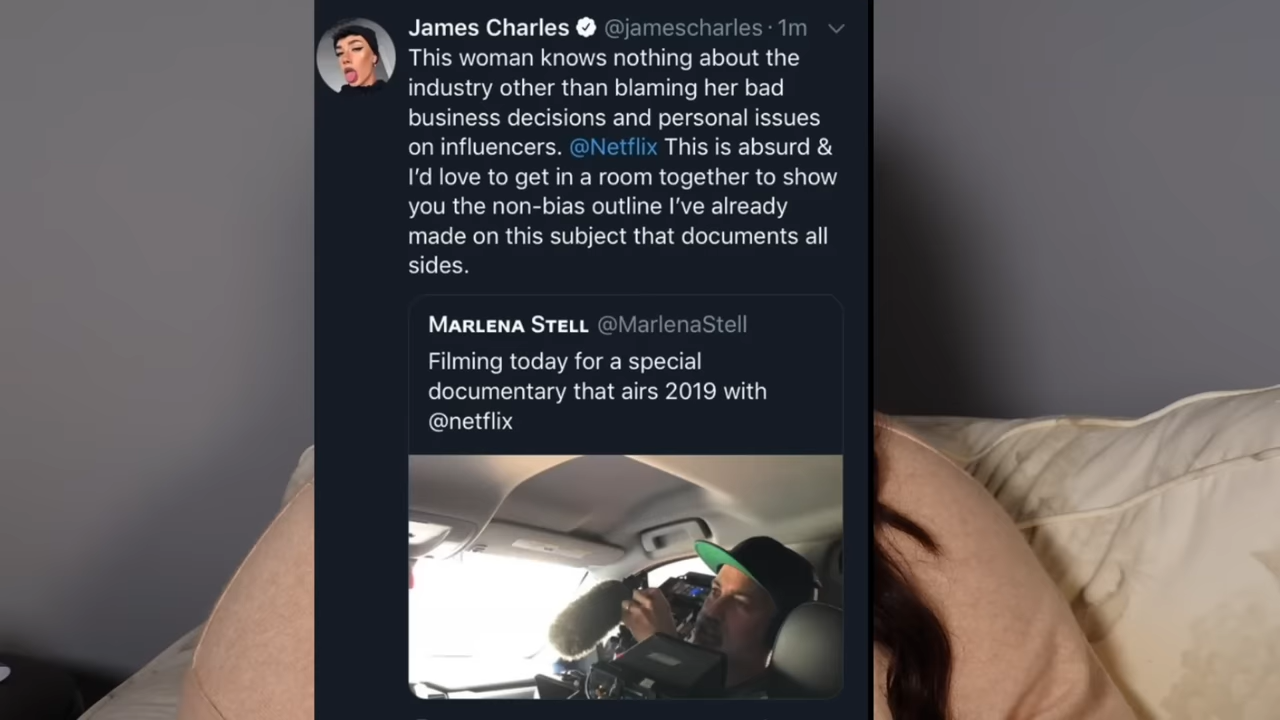 James Charles @jamescharles · 1m
This woman knows nothing about the
industry other than blaming her bad
business decisions and personal issues
on influencers. @Netflix This is absurd &
I'd love to get in a room together to show
you the non-bias outline I've already
made on this subject that documents all
sides.
MARLENA STELL @MarlenaStell
Filming today for a special
documentary that airs 2019 with
@netflix